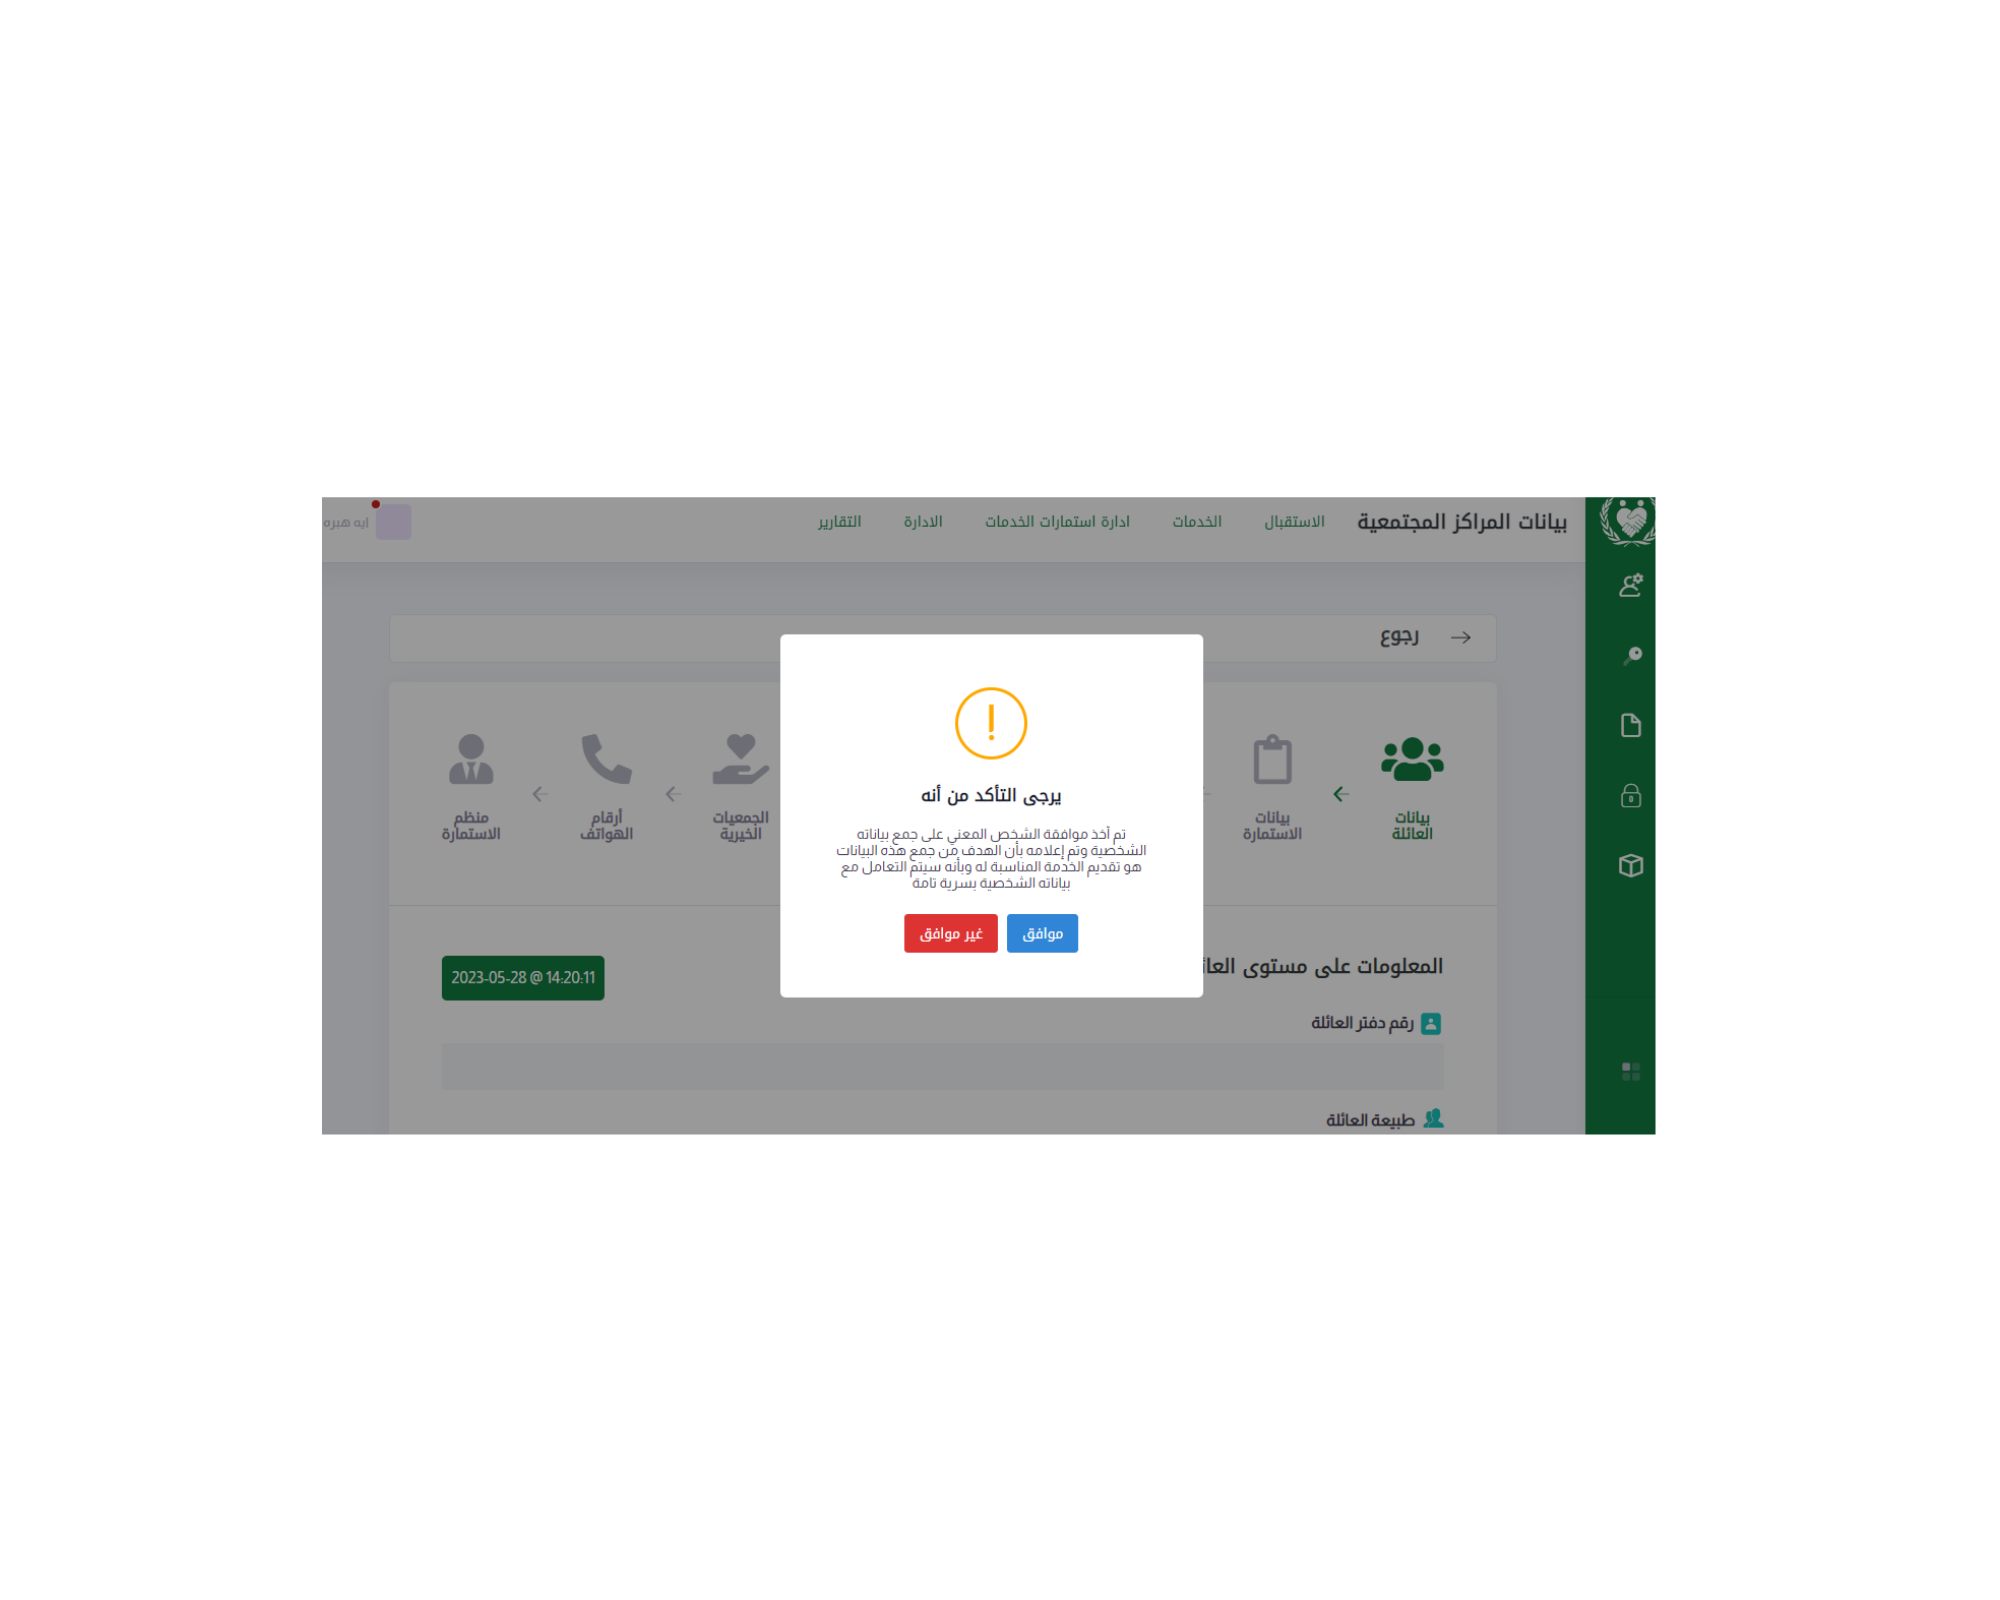 بيانات المراكز المجتمعية
الاستقبال
الخدمات
ادارة استمارات الخدمات
الادارة
التقارير
ايه هبره
رجوع
بيانات
العائلة
بيانات
الاستمارة
الجمعيات
الخيرية
أرقام
الهواتف
منظم
الاستمارة
يرجى التأكد من أنه
تم أخذ موافقة الشخص المعني على جمع بياناته
الشخصية وتم إعلامه بأن الهدف من جمع هذه البيانات
هو تقديم الخدمة المناسبة له وبأنه سيتم التعامل مع
بياناته الشخصية بسرية تامة
موافق
غير موافق
المعلومات على مستوى
2023-05-28 @ 14:20:11
رقم دفتر العائلة
طبيعة العائلة